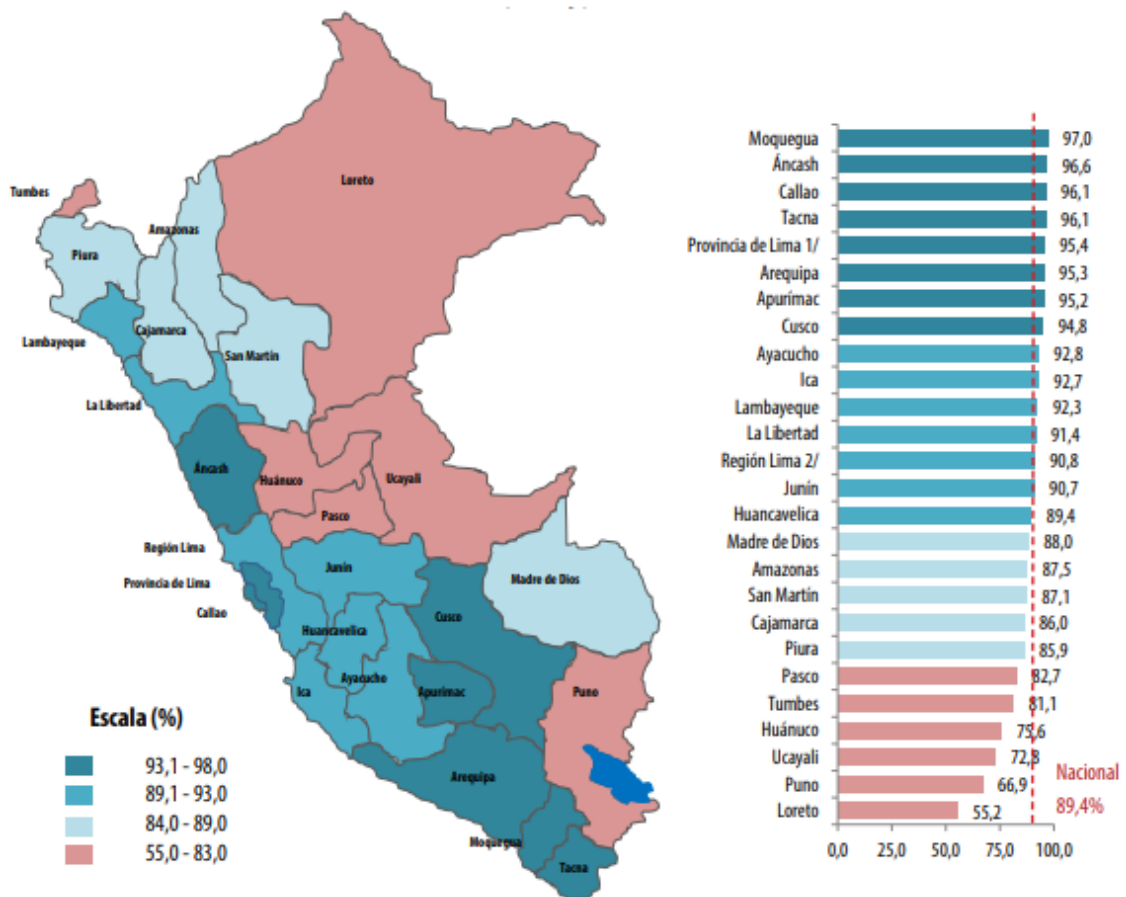 Loreto
Tumbes
Amazonas
Piura
Cajamarca
Lambayeque
San Martín
La Libertad
Áncash
Huánuco
Ucayali
Pasco
Región Lima
Junín
Provincia de Lima
Madre de Dios
Callao
Cusco
Huancavelica
Ayacucho
Apurímac
Ica
Puno
Arequipa
Moquegua
Tacna
Escala (%)
93,1 - 98,0
89,1 - 93,0
84,0 - 89,0
55,0 - 83,0
Moquegua 97,0
Áncash 96,6
Callao 96,1
Tacna 96,1
Provincia de Lima 1/ 95,4
Arequipa 95,3
Apurímac 95,2
Cusco 94,8
Ayacucho 92,8
Ica 92,7
Lambayeque 92,3
La Libertad 91,4
Región Lima 2/ 90,8
Junín 90,7
Huancavelica 89,4
Madre de Dios 88,0
Amazonas 87,5
San Martín 87,1
Cajamarca 86,0
Piura 85,9
Pasco 82,7
Tumbes 81,1
Huánuco 75,6
Ucayali 72,8
Puno 66,9
Loreto 55,2
Nacional
89,4%
0,0 25,0 50,0 75,0 100,0